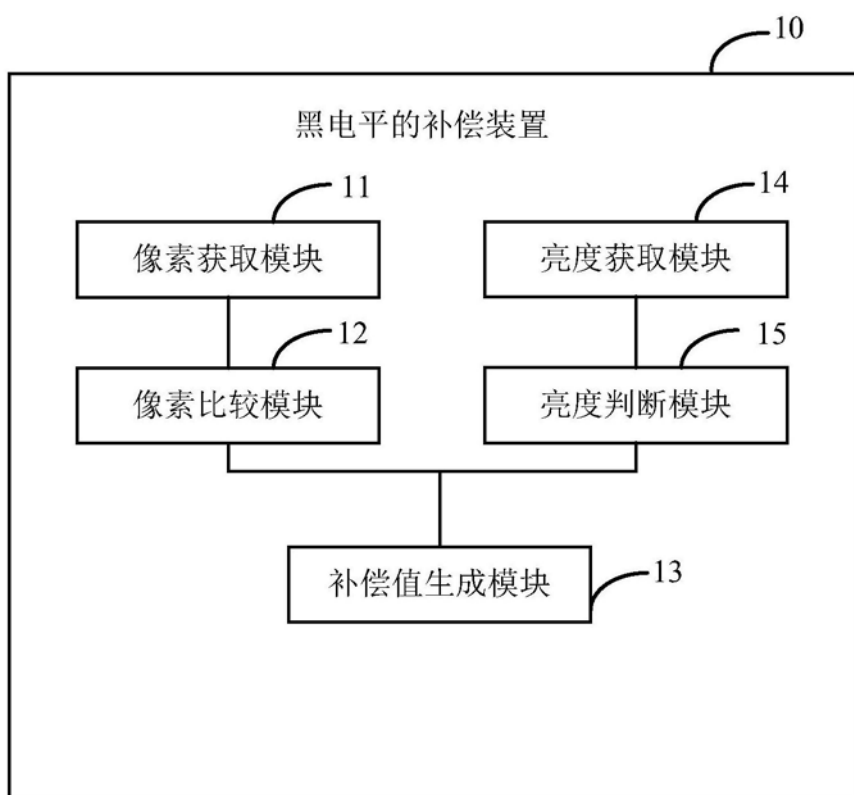 10
黑电平的补偿装置
11
14
像素获取模块
亮度获取模块
12
15
像素比较模块
亮度判断模块
补偿值生成模块
13